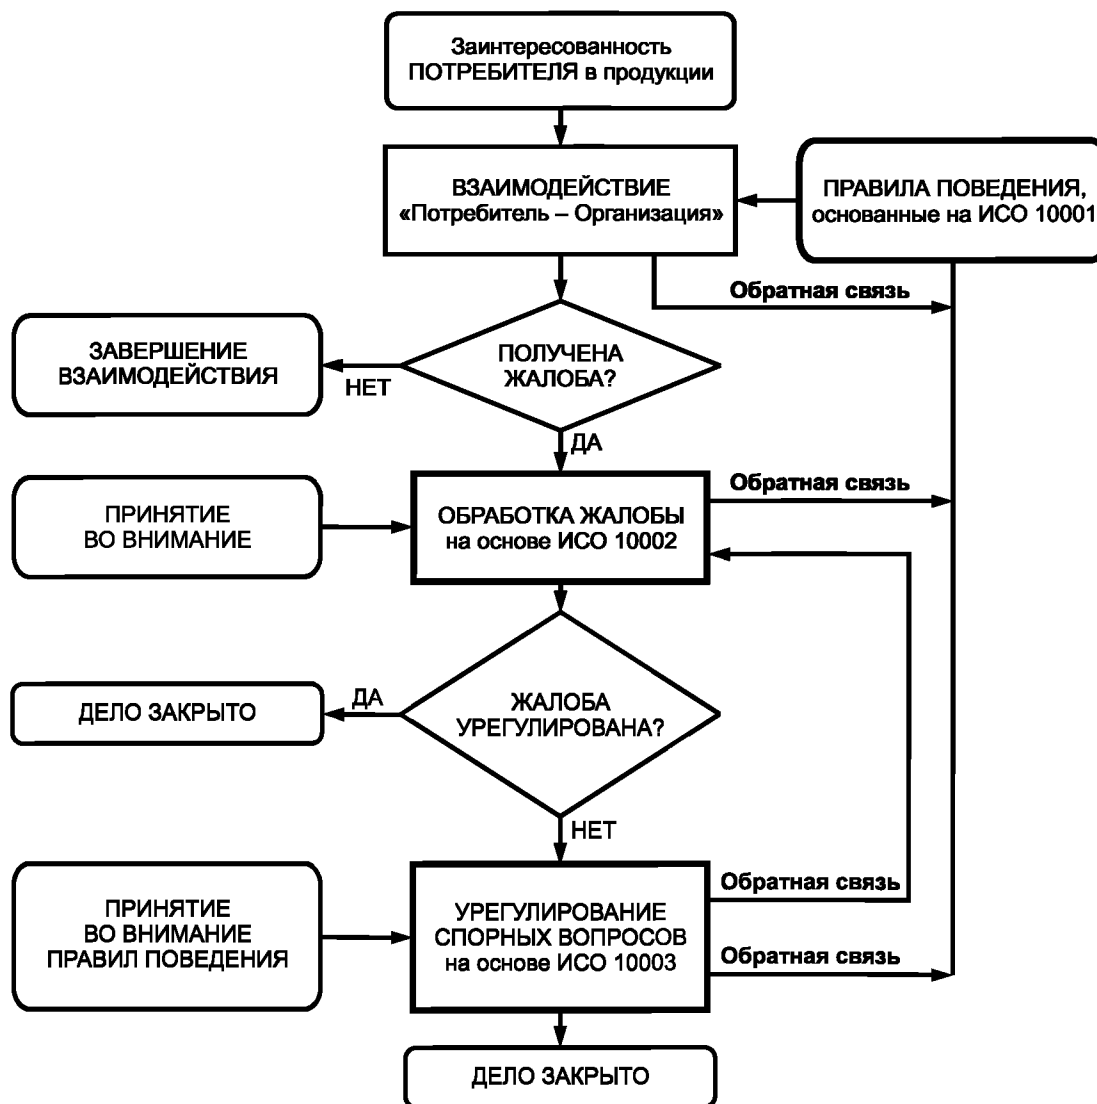 Заинтересованность
ПОТРЕБИТЕЛЯ в продукции
ВЗАИМОДЕЙСТВИЕ
«Потребитель – Организация»
ПРАВИЛА ПОВЕДЕНИЯ,
основанные на ИСО 10001
Обратная связь
ПОЛУЧЕНА
ЖАЛОБА?
ЗАВЕРШЕНИЕ
ВЗАИМОДЕЙСТВИЯ
НЕТ
ДА
ПРИНЯТИЕ
ВО ВНИМАНИЕ
ОБРАБОТКА ЖАЛОБЫ
на основе ИСО 10002
Обратная связь
ДЕЛО ЗАКРЫТО
ДА
ЖАЛОБА
УРЕГУЛИРОВАНА?
НЕТ
ПРИНЯТИЕ
ВО ВНИМАНИЕ
ПРАВИЛ ПОВЕДЕНИЯ
УРЕГУЛИРОВАНИЕ
СПОРНЫХ ВОПРОСОВ
на основе ИСО 10003
Обратная связь
Обратная связь
ДЕЛО ЗАКРЫТО